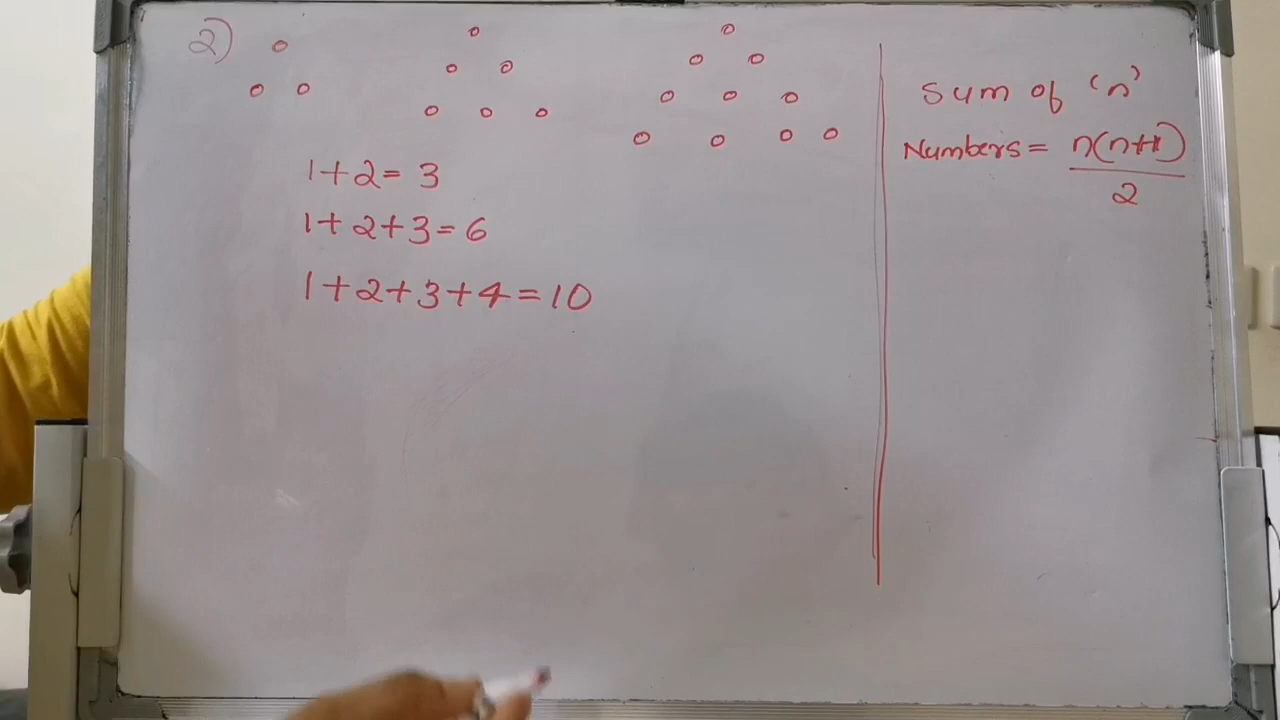 2)
1+2=3
1+2+3=6
1+2+3+4=10
Sum of 'n'
Numbers = n(n+1)
2